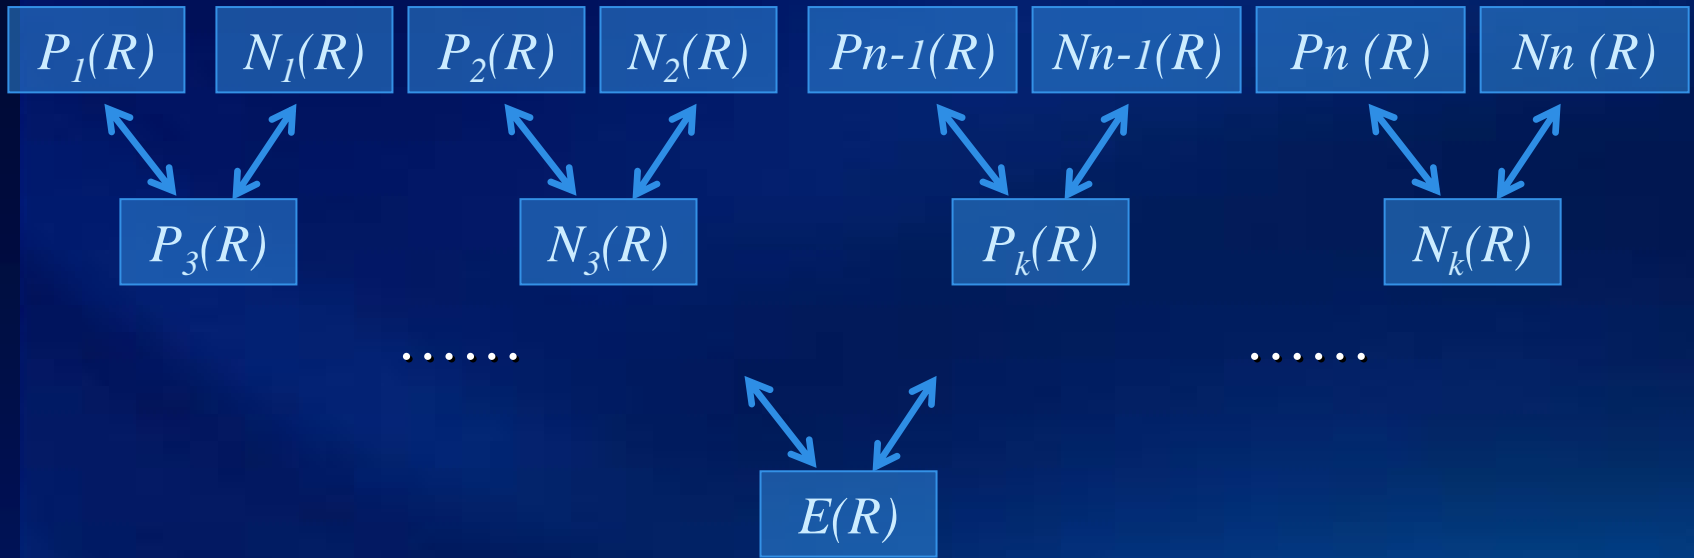 P1(R) N1(R) P2(R) N2(R) Pn-1(R) Nn-1(R) Pn (R) Nn (R)
P3(R) N3(R) Pk(R) Nk(R)
...... ......
E(R)